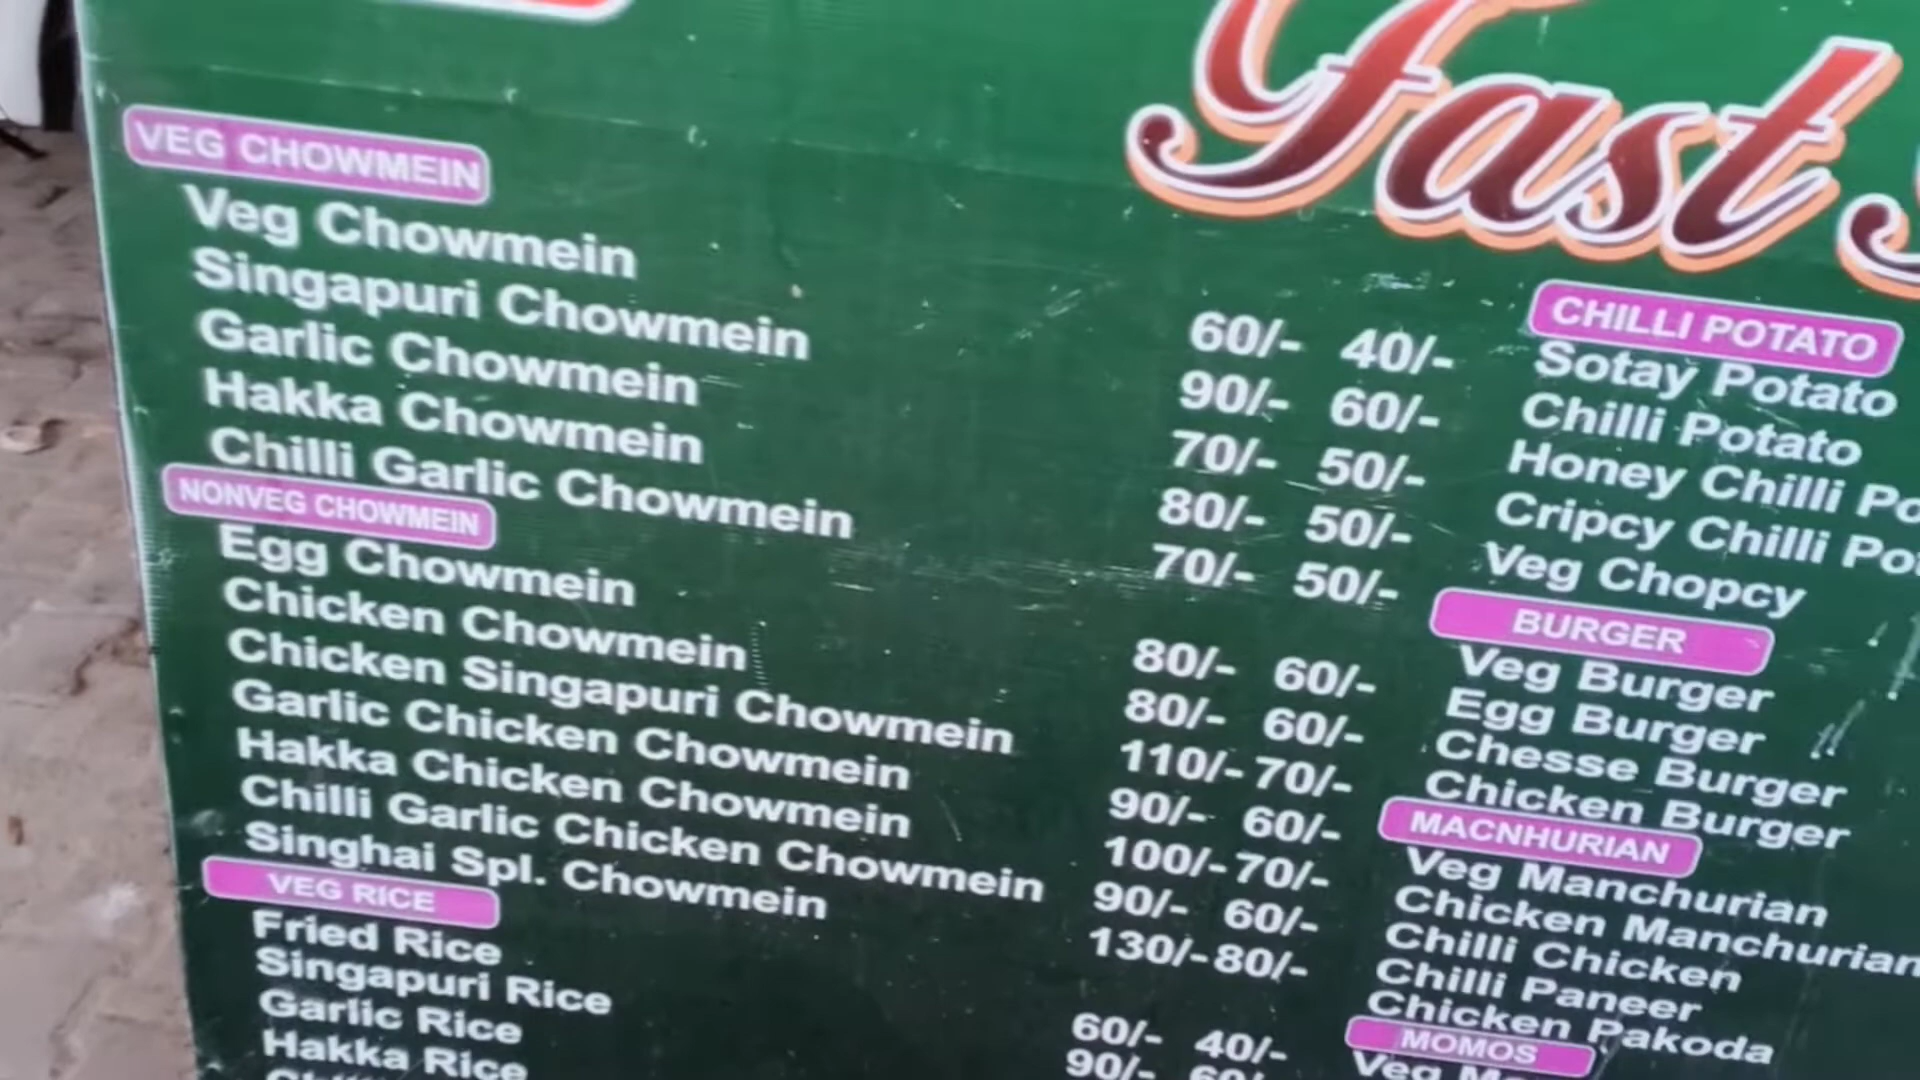 Fast
VEG CHOWMEIN
Veg Chowmein 60/- 40/-
Singapuri Chowmein 90/- 60/-
Garlic Chowmein 70/- 50/-
Hakka Chowmein 80/- 50/-
Chilli Garlic Chowmein 70/- 50/-
NONVEG CHOWMEIN
Egg Chowmein 80/- 60/-
Chicken Chowmein 80/- 60/-
Chicken Singapuri Chowmein 110/- 70/-
Garlic Chicken Chowmein 90/- 60/-
Hakka Chicken Chowmein 100/- 70/-
Chilli Garlic Chicken Chowmein 90/- 60/-
Singhai Spl. Chowmein 130/- 80/-
VEG RICE
Fried Rice 60/- 40/-
Singapuri Rice 90/-
Garlic Rice
Hakka Rice
CHILLI POTATO
Sotay Potato
Chilli Potato
Honey Chilli
Cripcy Chilli
Veg Chopcy
BURGER
Veg Burger
Egg Burger
Chesse Burger
Chicken Burger
MACNHURIAN
Veg Manchurian
Chicken Manchurian
Chilli Chicken
Chilli Paneer
Chicken Pakoda
MOMOS
Veg